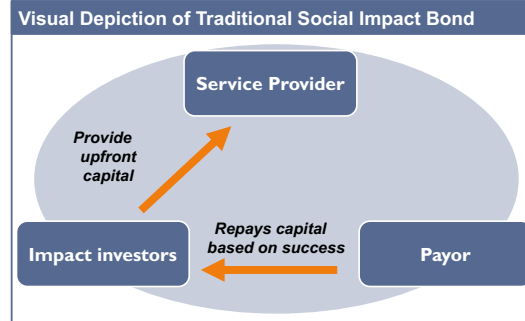 Visual Depiction of Traditional Social Impact Bond
Service Provider
Provide
upfront
capital
Repays capital
based on success
Impact investors
Payor